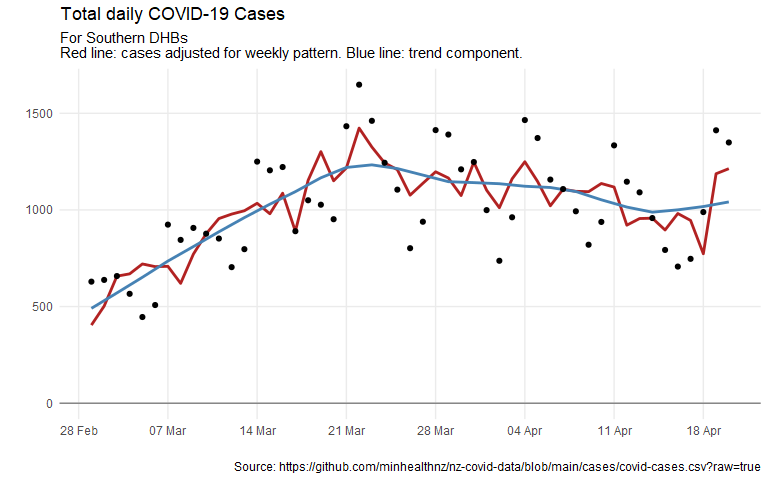 Total daily COVID-19 Cases
For Southern DHBs
Red line: cases adjusted for weekly pattern. Blue line: trend component.
1500
1000
500
0
28 Feb 07 Mar 14 Mar 21 Mar 28 Mar 04 Apr 11 Apr 18 Apr
Source: https://github.com/minhealthnz/nz-covid-data/blob/main/cases/covid-cases.csv?raw=true